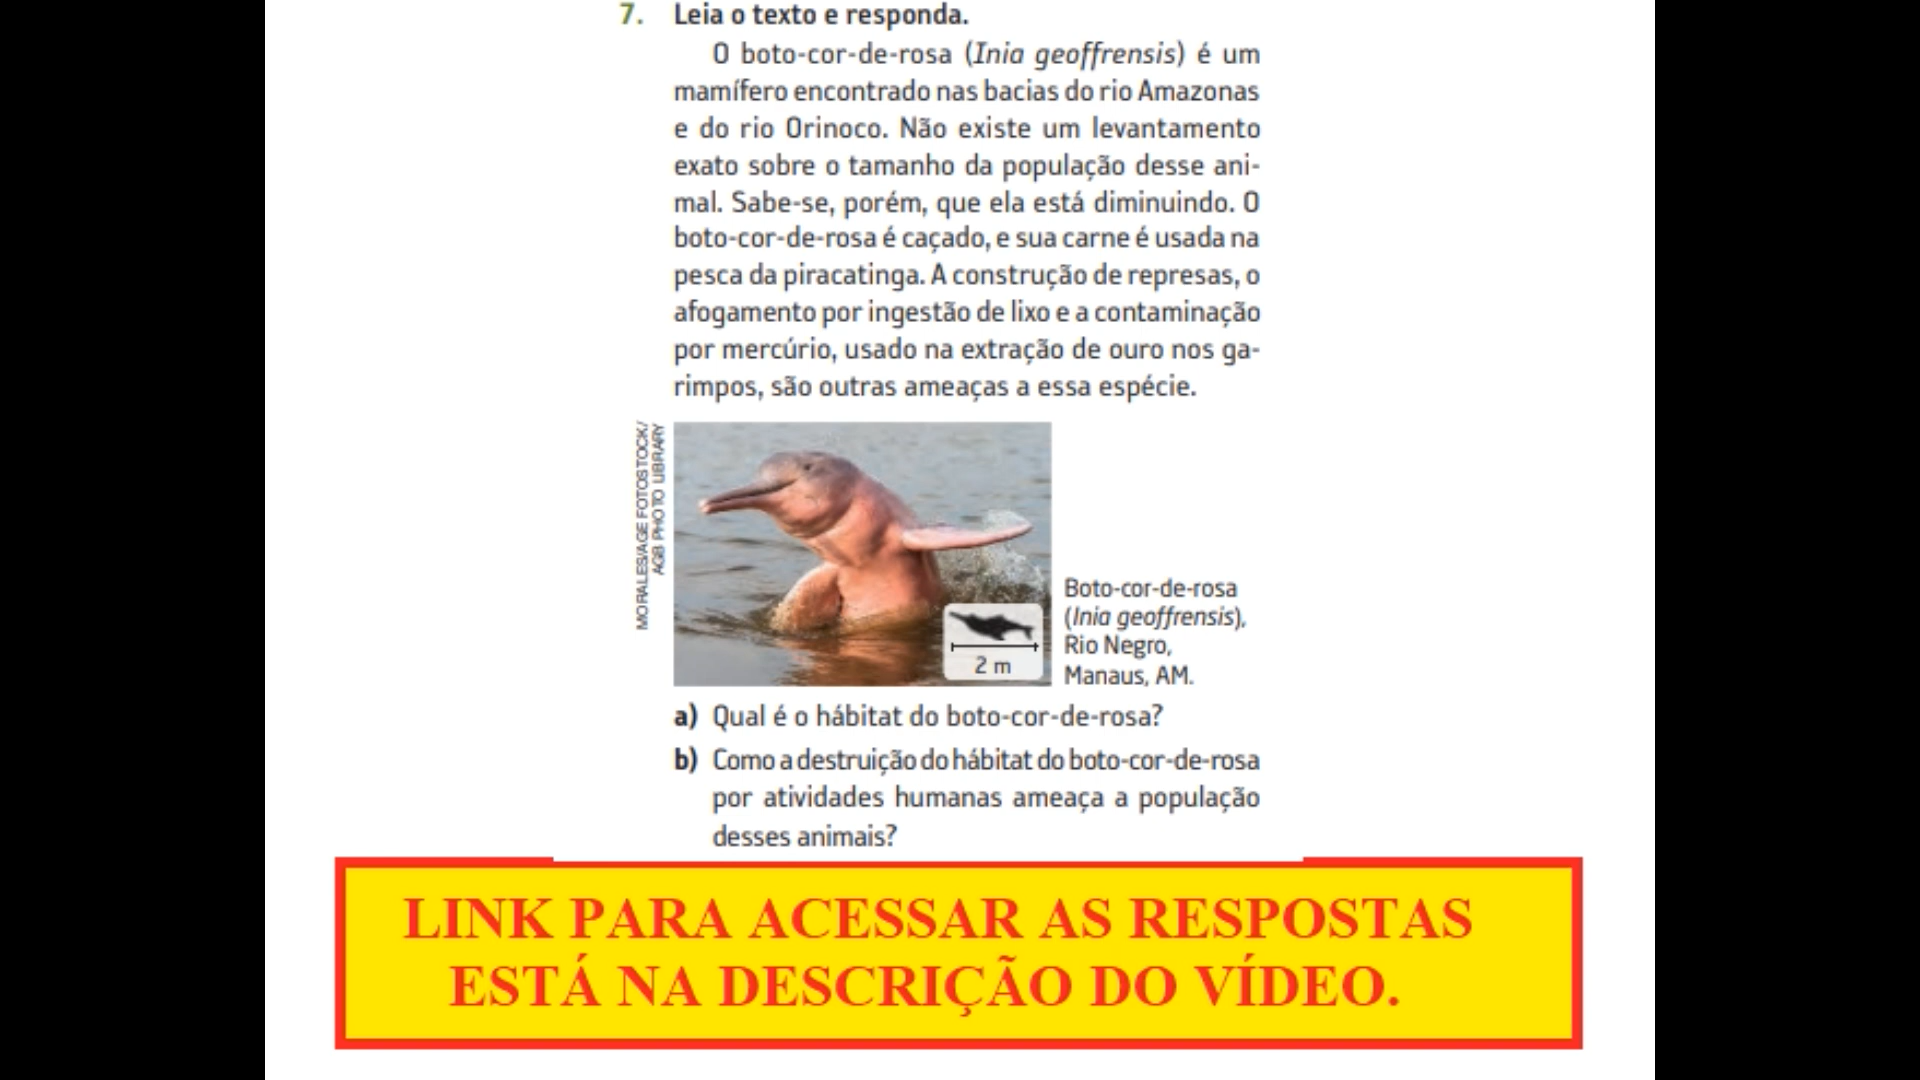 7. Leia o texto e responda.
O boto-cor-de-rosa (Inia geoffrensis) é um
mamífero encontrado nas bacias do rio Amazonas
e do rio Orinoco. Não existe um levantamento
exato sobre o tamanho da população desse ani-
mal. Sabe-se, porém, que ela está diminuindo. O
boto-cor-de-rosa é caçado, e sua carne é usada na
pesca da piracatinga. A construção de represas, o
afogamento por ingestão de lixo e a contaminação
por mercúrio, usado na extração de ouro nos ga-
rimpos, são outras ameaças a essa espécie.
MORALES/AGE FOTOSTOCK/
AGB PHOTO LIBRARY
2 m
Boto-cor-de-rosa
(Inia geoffrensis),
Rio Negro,
Manaus, AM.
a) Qual é o hábitat do boto-cor-de-rosa?
b) Como a destruição do hábitat do boto-cor-de-rosa
por atividades humanas ameaça a população
desses animais?
LINK PARA ACESSAR AS RESPOSTAS
ESTÁ NA DESCRIÇÃO DO VÍDEO.